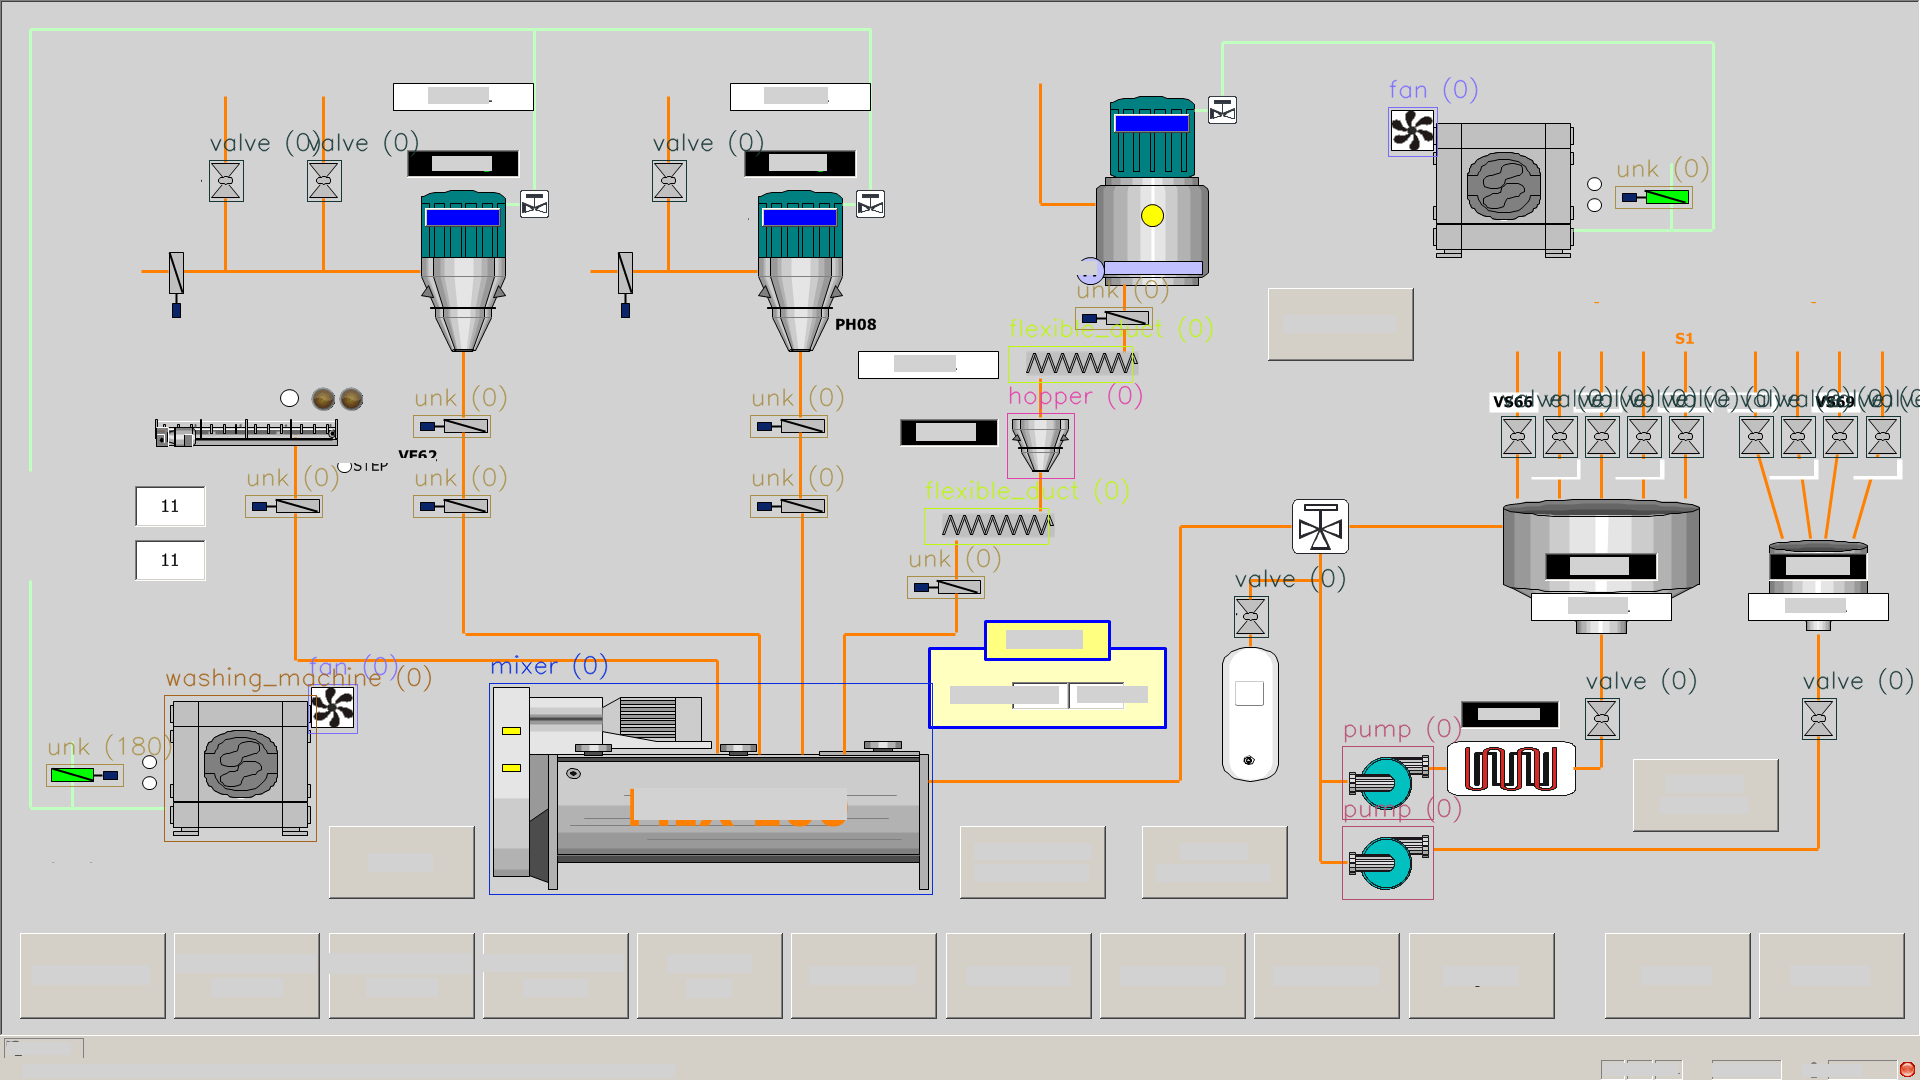 fan (0)
valve (0)
valve (0)
valve (0)
unk (0)
unk (0)
PH08
flexible_duct (0)
S1
hopper (0)
unk (0)
unk (0)
VS66
valve (0)
VS69
VF62
STEP
unk (0)
unk (0)
unk (0)
flexible_duct (0)
11
11
unk (0)
valve (0)
fan (0)
mixer (0)
washing_machine (0)
valve (0)
valve (0)
pump (0)
unk (180)
pump (0)